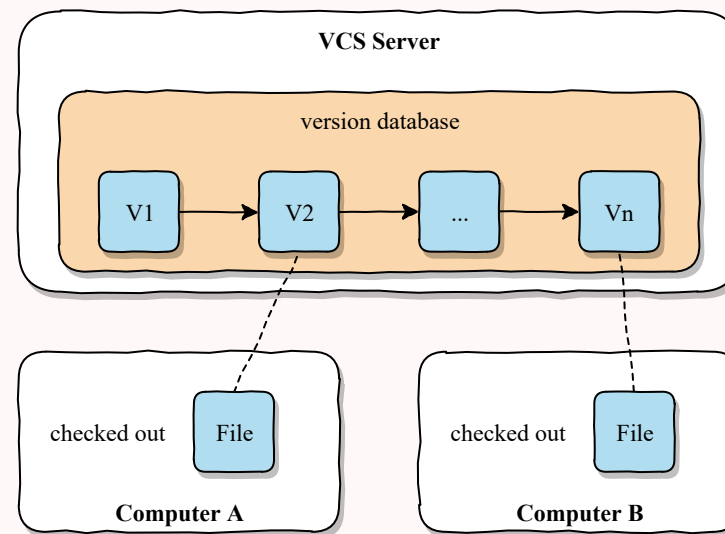 VCS Server
version database
V1
V2
...
Vn
checked out
File
Computer A
checked out
File
Computer B